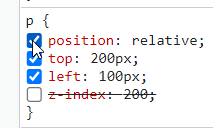 p {
position: relative;
top: 200px;
left: 100px;
z-index: 200;
}